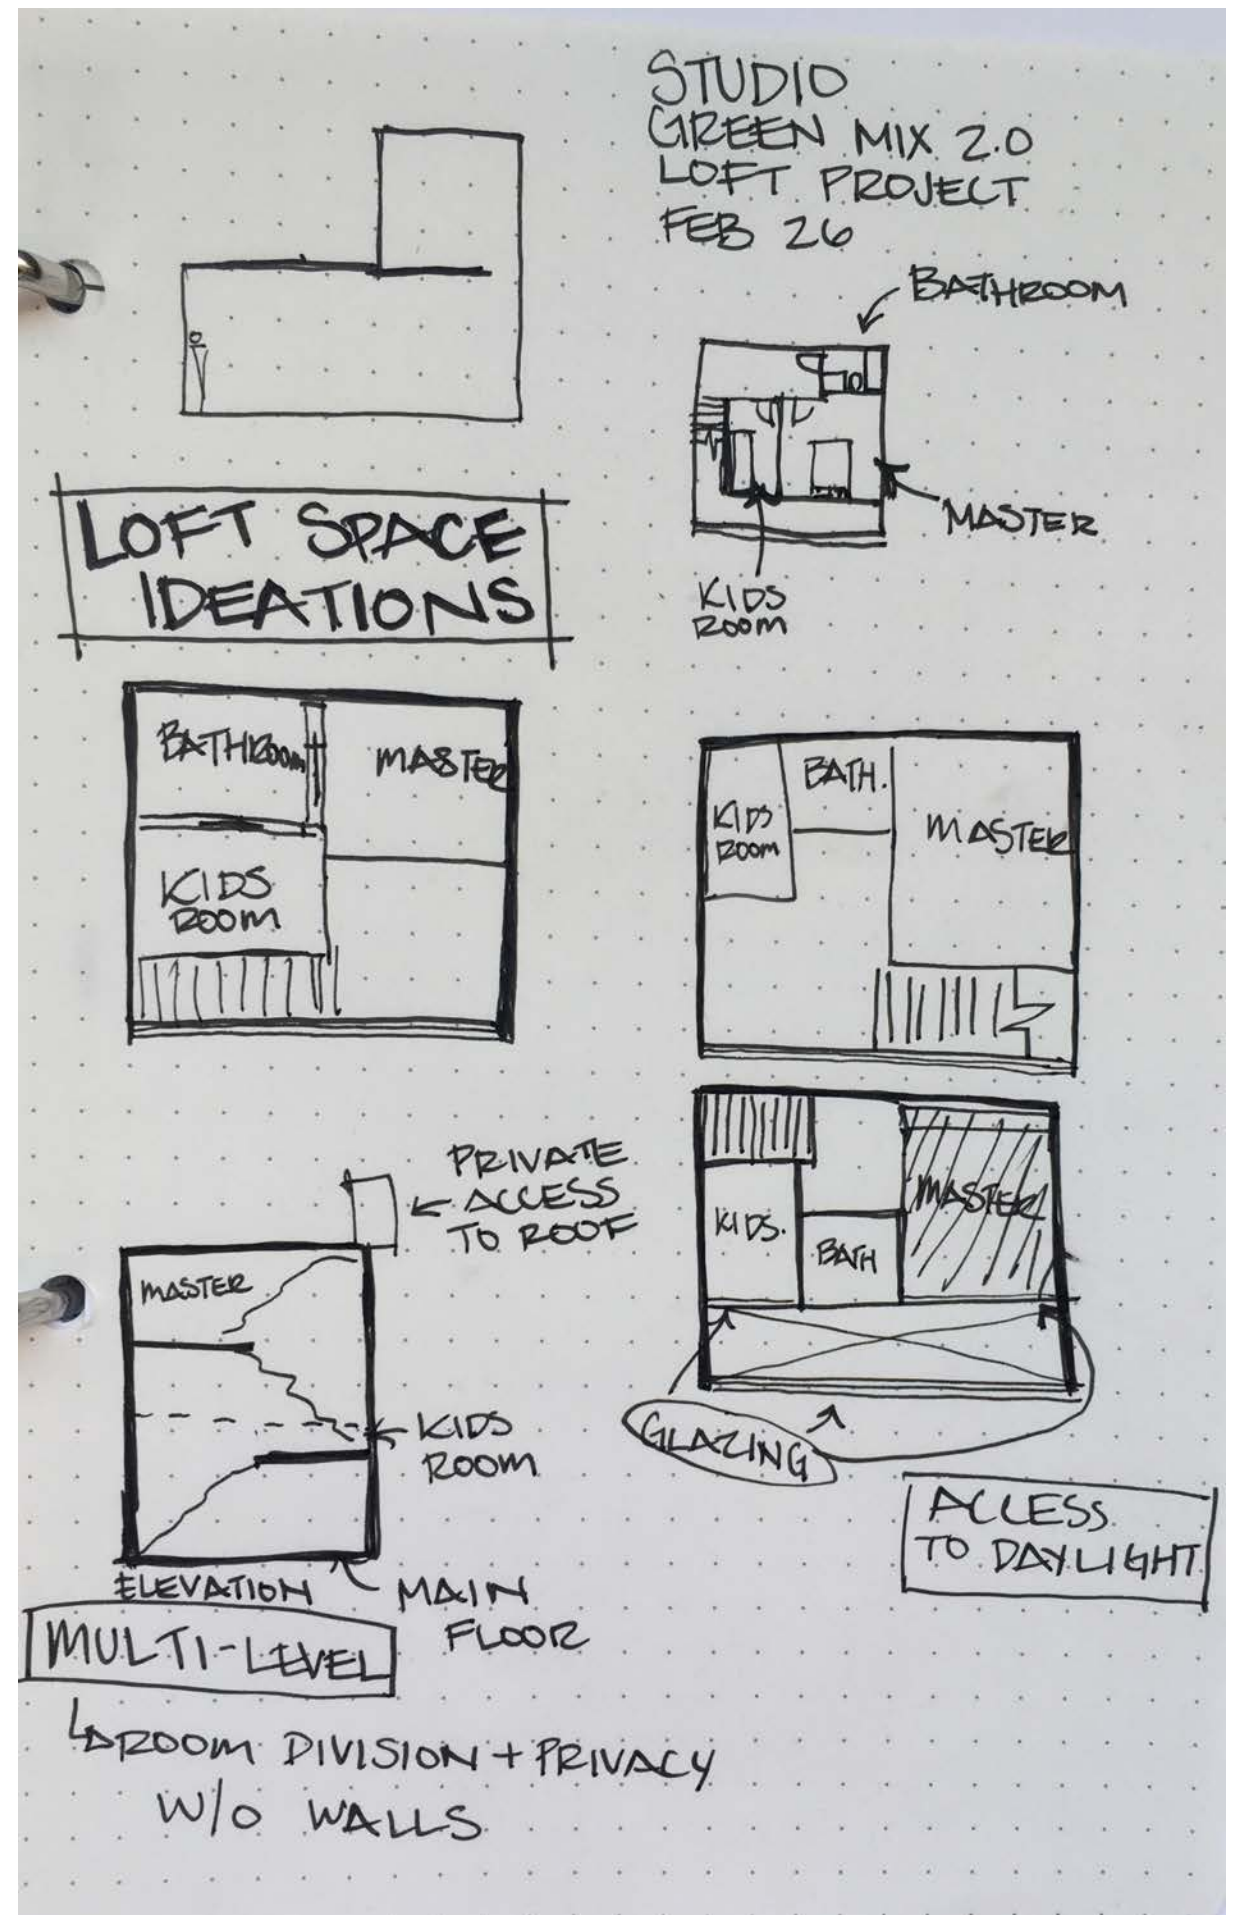 STUDIO
GREEN MIX 2.0
LOFT PROJECT
FEB 26
BATHROOM
MASTER
KIDS
ROOM
LOFT SPACE
IDEATIONS
BATHROOM
MASTER
KIDS
ROOM
KIDS
ROOM
BATH.
MASTER
PRIVATE
ACCESS
TO ROOF
MASTER
KIDS
ROOM
ELEVATION
MAIN
FLOOR
MULTI-LEVEL
ROOM DIVISION + PRIVACY
W/O WALLS
MASTER
KIDS.
BATH
GLAZING
ACCESS
TO DAYLIGHT